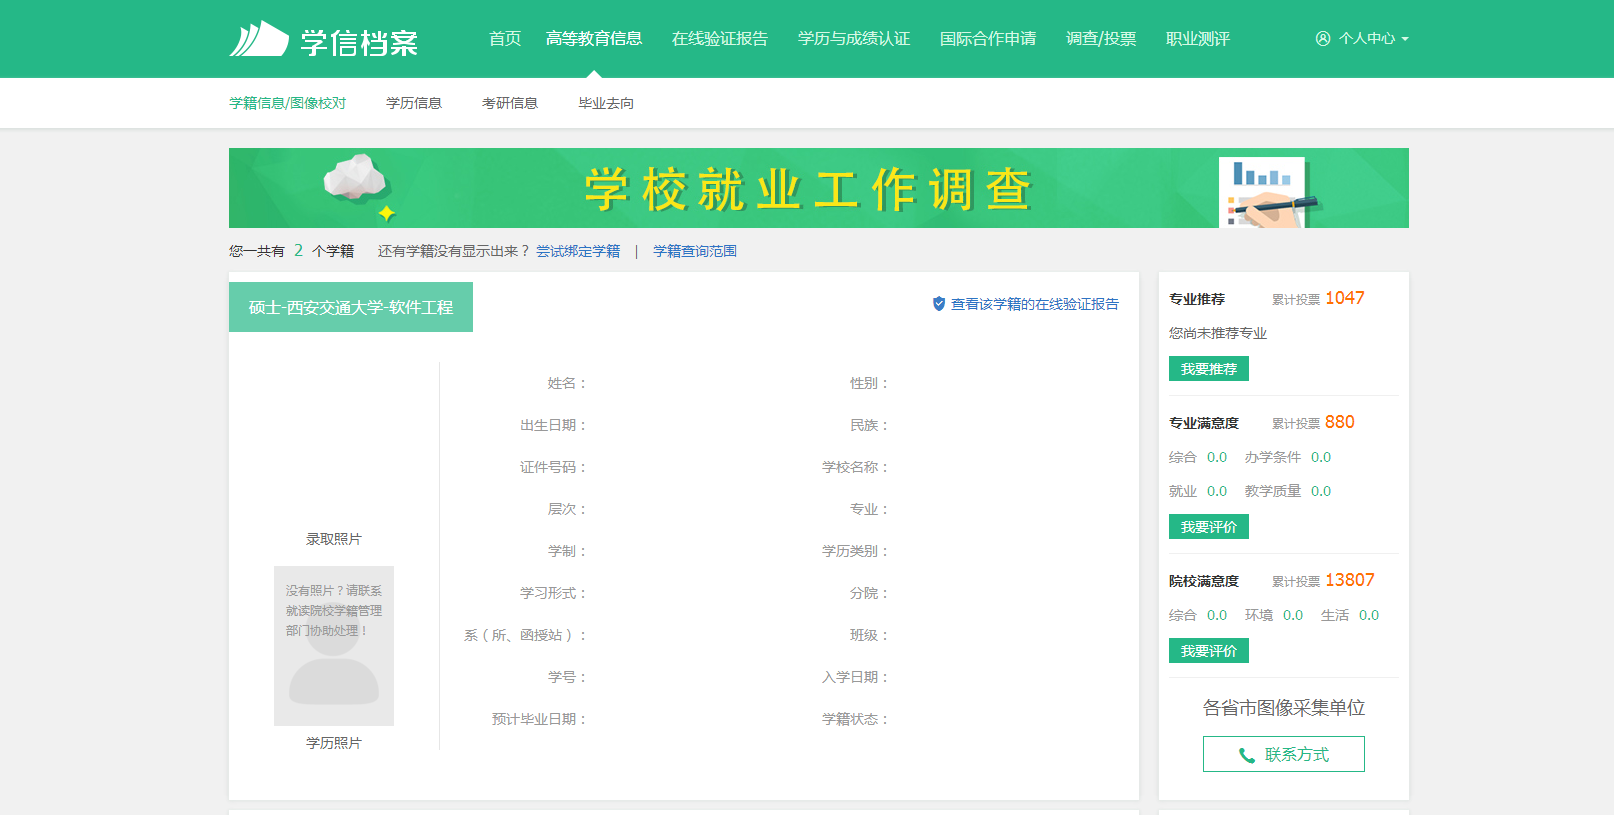 学信档案
首页 高等教育信息 在线验证报告 学历与成绩认证 国际合作申请 调查/投票 职业测评 个人中心
学籍信息/图像校对 学历信息 考研信息 毕业去向
学校就业工作调查
您一共有 2 个学籍 还有学籍没有显示出来？ 尝试绑定学籍 | 学籍查询范围
硕士-西安交通大学-软件工程
查看该学籍的在线验证报告
录取照片
没有照片？请联系
就读院校学籍管理
部门协助处理！
学历照片
姓名： 性别：
出生日期： 民族：
证件号码： 学校名称：
层次： 专业：
学制： 学历类别：
学习形式： 分院：
系（所、函授站）： 班级：
学号： 入学日期：
预计毕业日期： 学籍状态：
专业推荐 累计投票 1047
您尚未推荐专业
我要推荐
专业满意度 累计投票 880
综合 0.0 办学条件 0.0
就业 0.0 教学质量 0.0
我要评价
院校满意度 累计投票 13807
综合 0.0 环境 0.0 生活 0.0
我要评价
各省市图像采集单位
联系方式